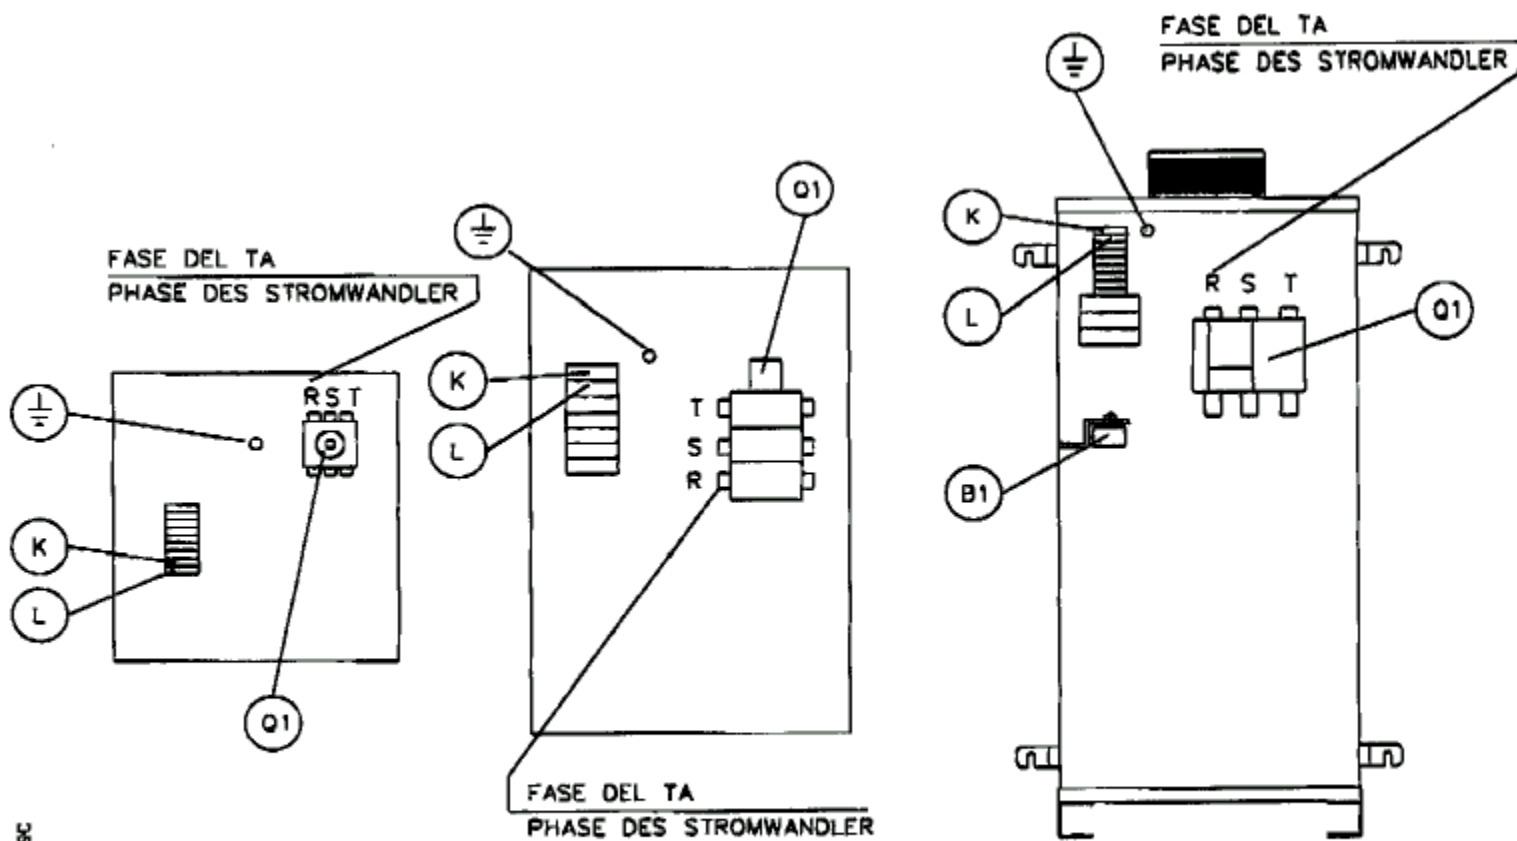 FASE DEL TA
PHASE DES STROMWANDLER
R S T
K
L
Q1
Q1
K
L
T
S
R
FASE DEL TA
PHASE DES STROMWANDLER
FASE DEL TA
PHASE DES STROMWANDLER
K
L
R S T
Q1
B1